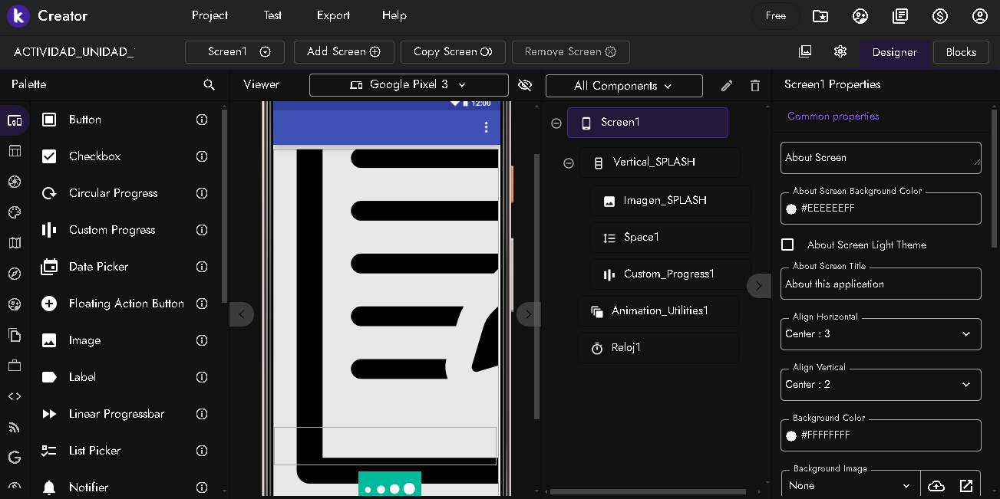 Creator
Project Test Export Help
Free
ACTIVIDAD_UNIDAD_
Screen1
Add Screen
Copy Screen
Remove Screen
Designer
Blocks
Palette
Button
Checkbox
Circular Progress
Custom Progress
Date Picker
Floating Action Button
Image
Label
Linear Progressbar
List Picker
Notifier
Viewer
Google Pixel 3
12:00
All Components
Screen1
Vertical_SPLASH
Imagen_SPLASH
Space1
Custom_Progress1
Animation_Utilities1
Reloj1
Screen1 Properties
Common properties
About Screen
About Screen Background Color
#EEEEEEFF
About Screen Light Theme
About Screen Title
About this application
Align Horizontal
Center : 3
Align Vertical
Center : 2
Background Color
#FFFFFFFF
Background Image
None